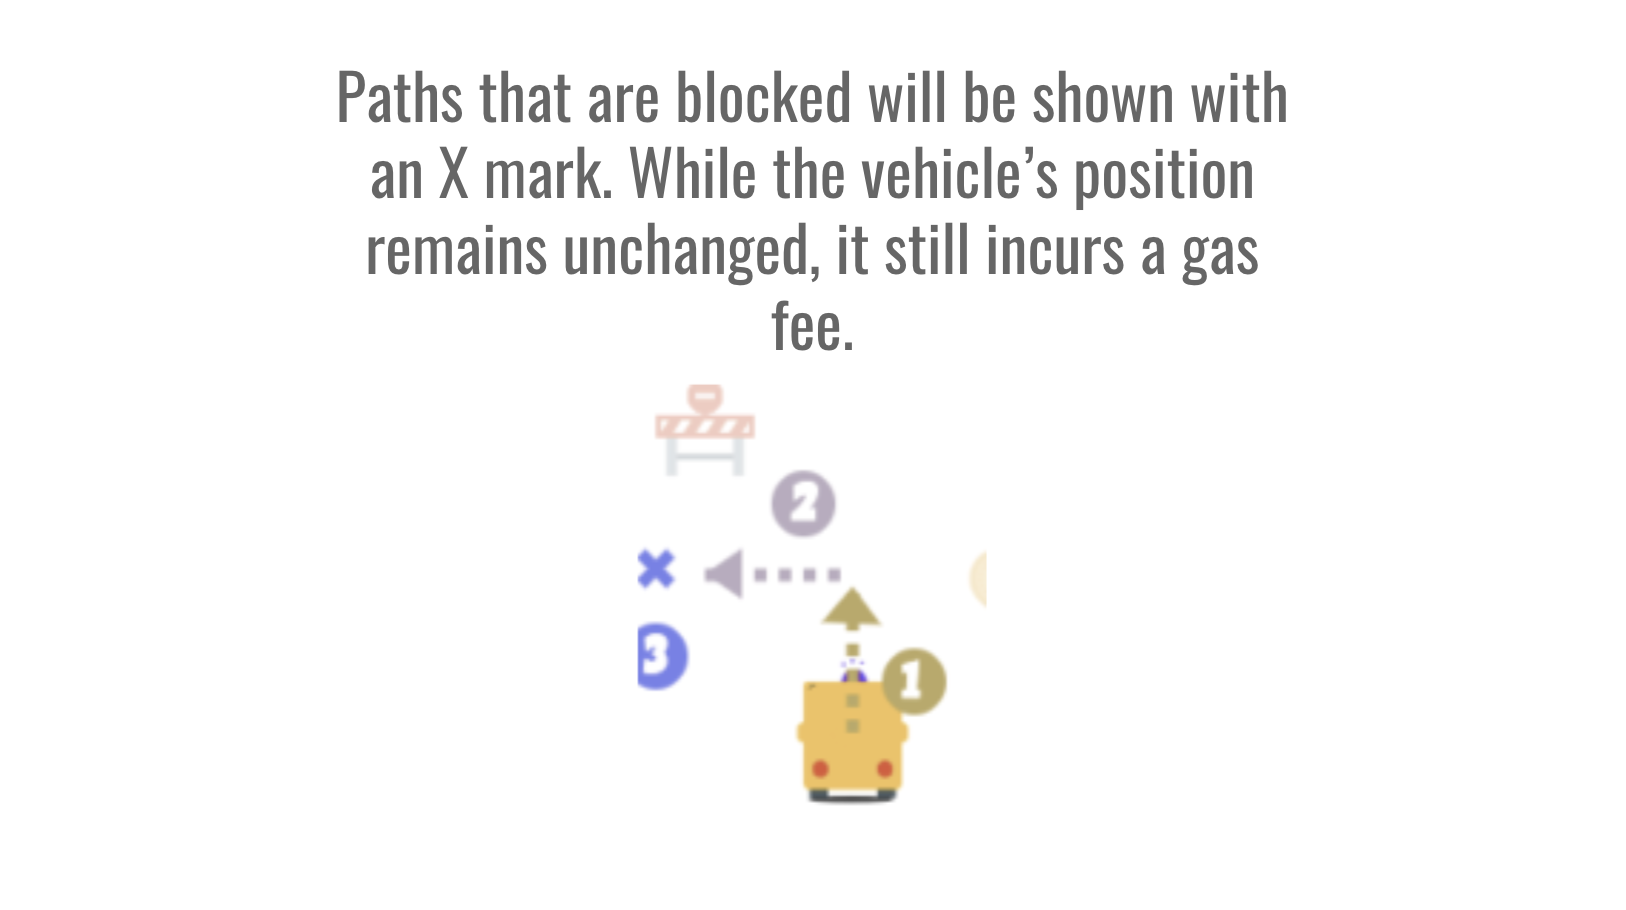 Paths that are blocked will be shown with
an X mark. While the vehicle’s position
remains unchanged, it still incurs a gas
fee.
2
3
1